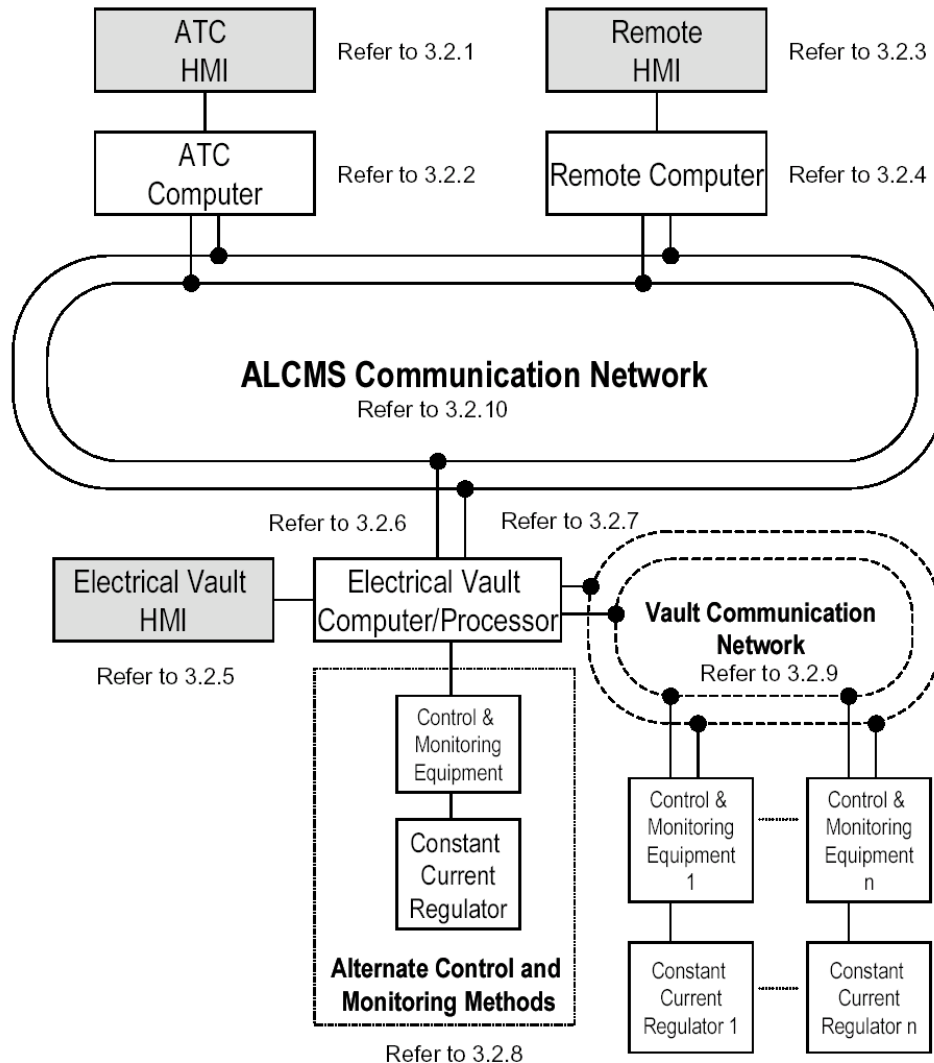 ATC
HMI
Refer to 3.2.1
Remote
HMI
Refer to 3.2.3
ATC
Computer
Refer to 3.2.2
Remote Computer
Refer to 3.2.4
ALCMS Communication Network
Refer to 3.2.10
Refer to 3.2.6
Refer to 3.2.7
Electrical Vault
HMI
Refer to 3.2.5
Electrical Vault
Computer/Processor
Vault Communication
Network
Refer to 3.2.9
Control &
Monitoring
Equipment
Constant
Current
Regulator
Alternate Control and
Monitoring Methods
Refer to 3.2.8
Control &
Monitoring
Equipment
1
Control &
Monitoring
Equipment
n
Constant
Current
Regulator 1
Constant
Current
Regulator n